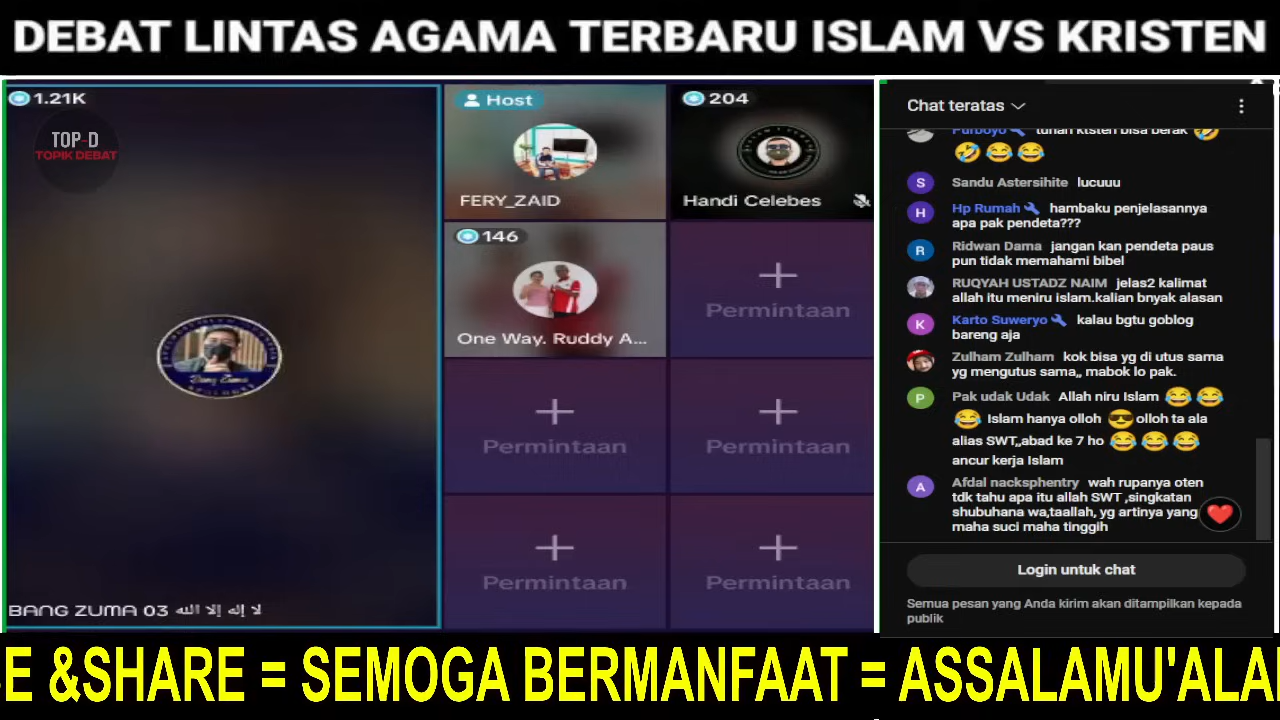 DEBAT LINTAS AGAMA TERBARU ISLAM VS KRISTEN
1.21K
TOP-D
TOPIK DEBAT
BANG ZUMA 03 لا إله إلا الله
Host
FERY_ZAID
204
Handi Celebes
146
One Way. Ruddy A...
Permintaan
Permintaan
Permintaan
Permintaan
Permintaan
Chat teratas
Purboyo tuhan ktsten bisa berak 🤣
🤣😂😂
S Sandu Astersihite lucuuu
H Hp Rumah hambaku penjelasannya
apa pak pendeta???
R Ridwan Dama jangan kan pendeta paus
pun tidak memahami bibel
RUQYAH USTADZ NAIM jelas2 kalimat
allah itu meniru islam.kalian bnyak alasan
K Karto Suweryo kalau bgtu goblog
bareng aja
Zulham Zulham kok bisa yg di utus sama
yg mengutus sama,, mabok lo pak.
P Pak udak Udak Allah niru Islam 😂😂
😂 Islam hanya olloh 😎olloh ta ala
alias SWT,,abad ke 7 ho 😂😂😂
ancur kerja Islam
A Afdal nacksphentry wah rupanya oten
tdk tahu apa itu allah SWT ,singkatan
shubuhana wa,taallah, yg artinya yang
maha suci maha tinggih
Login untuk chat
Semua pesan yang Anda kirim akan ditampilkan kepada
publik
E &SHARE = SEMOGA BERMANFAAT = ASSALAMU'ALA